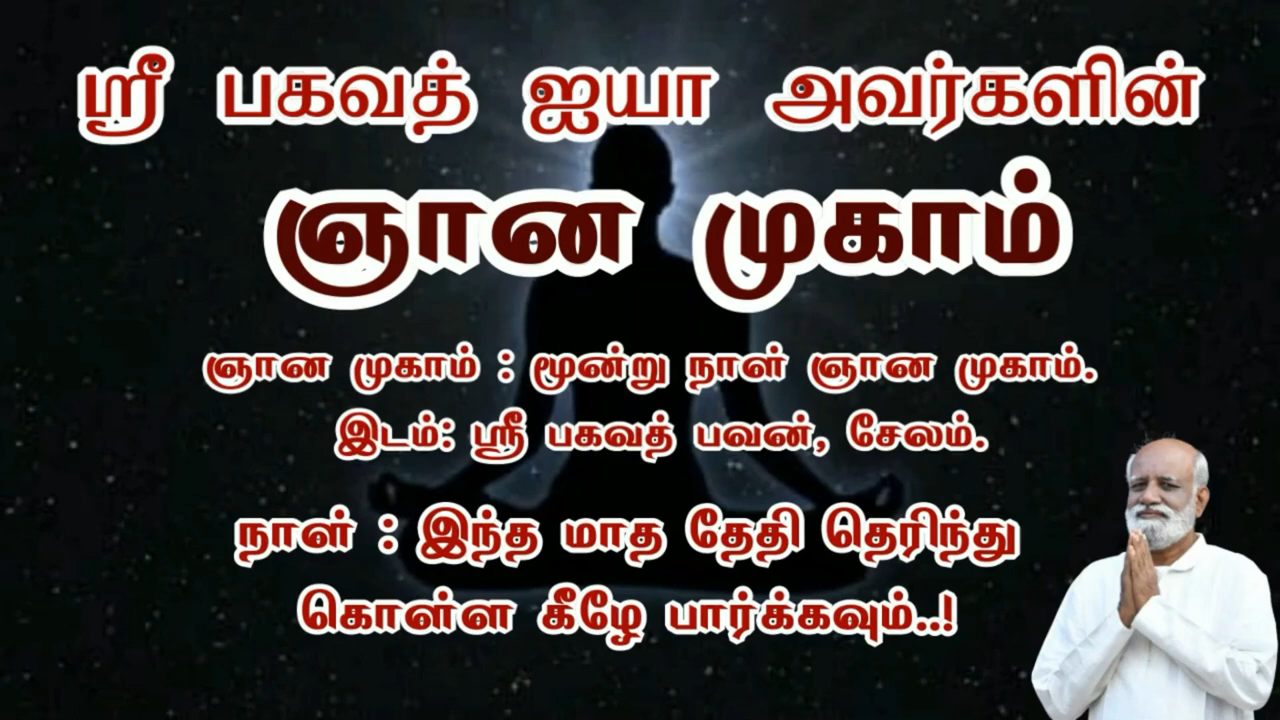 ஸ்ரீ பகவத் ஐயா அவர்களின்
ஞான முகாம்
ஞான முகாம் : மூன்று நாள் ஞான முகாம்.
இடம்: ஸ்ரீ பகவத் பவன், சேலம்.
நாள் : இந்த மாத தேதி தெரிந்து
கொள்ள கீழே பார்க்கவும்..!